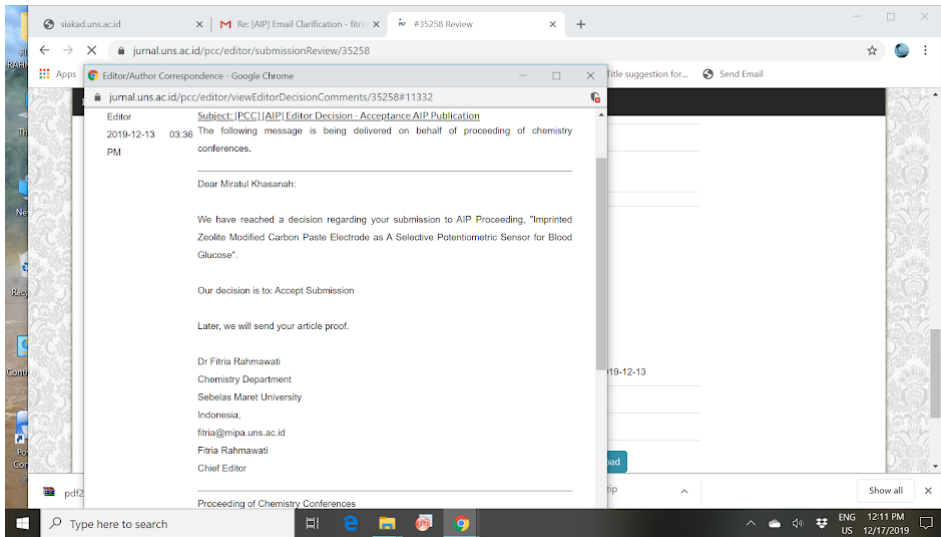 siakad.uns.ac.id
Re: [AIP] Email Clarification - fitri
#35258 Review
jurnal.uns.ac.id/pcc/editor/submissionReview/35258
Apps
Title suggestion for...
Send Email
Editor/Author Correspondence - Google Chrome
jurnal.uns.ac.id/pcc/editor/viewEditorDecisionComments/35258#11332
Editor
2019-12-13 03:36
PM
Subject: [PCC] [AIP] Editor Decision - Acceptance AIP Publication
The following message is being delivered on behalf of proceeding of chemistry
conferences.
Dear Miratul Khasanah:
We have reached a decision regarding your submission to AIP Proceeding, "Imprinted
Zeolite Modified Carbon Paste Electrode as A Selective Potentiometric Sensor for Blood
Glucose".
Our decision is to: Accept Submission
Later, we will send your article proof.
Dr Fitria Rahmawati
Chemistry Department
Sebelas Maret University
Indonesia,
fitria@mipa.uns.ac.id
Fitria Rahmawati
Chief Editor
Proceeding of Chemistry Conferences
19-12-13
oad
pdf2
zip
Show all
Type here to search
ENG
US
12:11 PM
12/17/2019